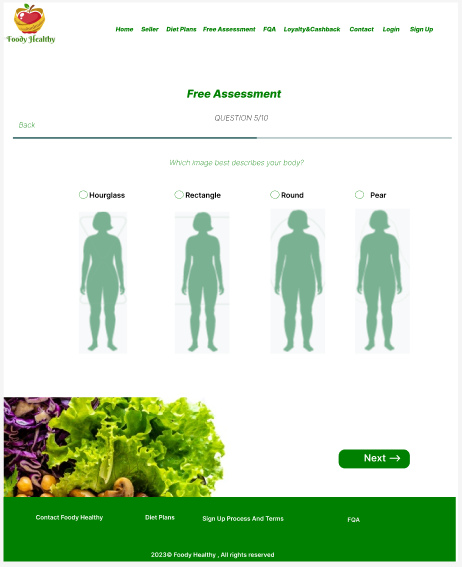 Foody Healthy
Home Seller Diet Plans Free Assessment FQA Loyalty&Cashback Contact Login Sign Up
Free Assessment
QUESTION 5/10
Back
Which image best describes your body?
Hourglass Rectangle Round Pear
Next
Contact Foody Healthy Diet Plans Sign Up Process And Terms FQA
2023© Foody Healthy , All rights reserved